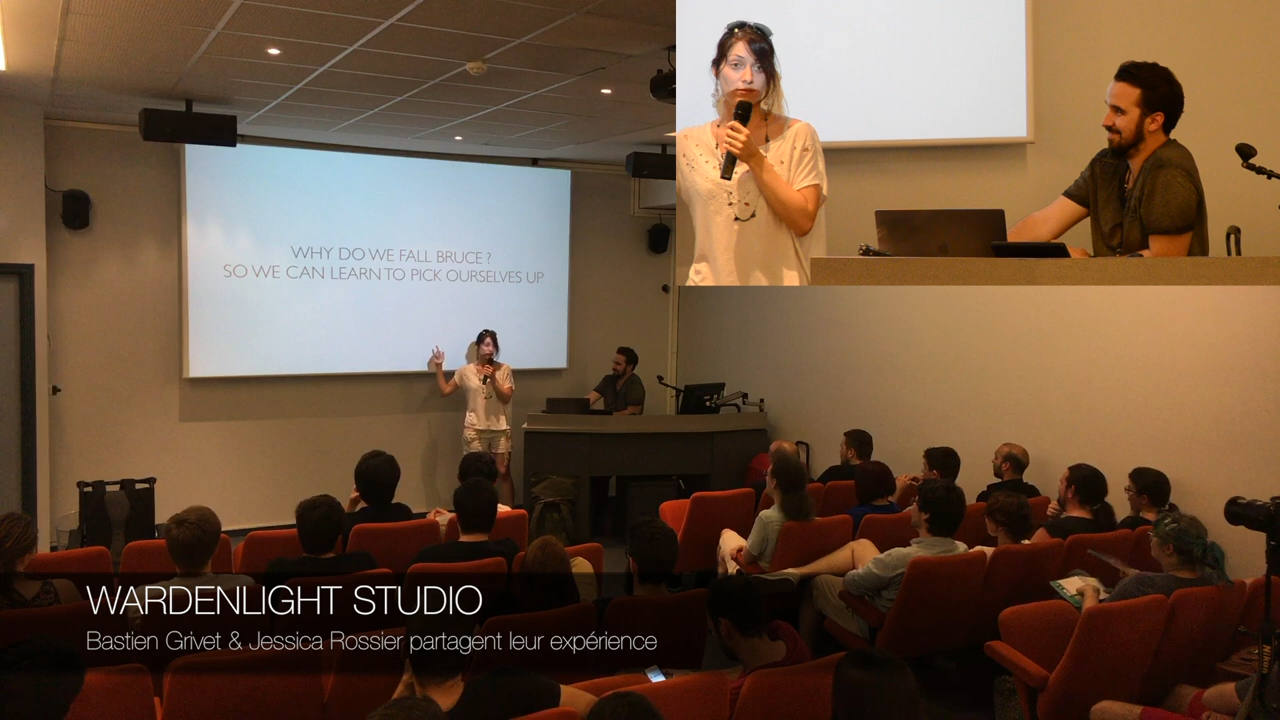 WHY DO WE FALL BRUCE ?
SO WE CAN LEARN TO PICK OURSELVES UP
WARDENLIGHT STUDIO
Bastien Grivet & Jessica Rossier partagent leur expérience
Nikon